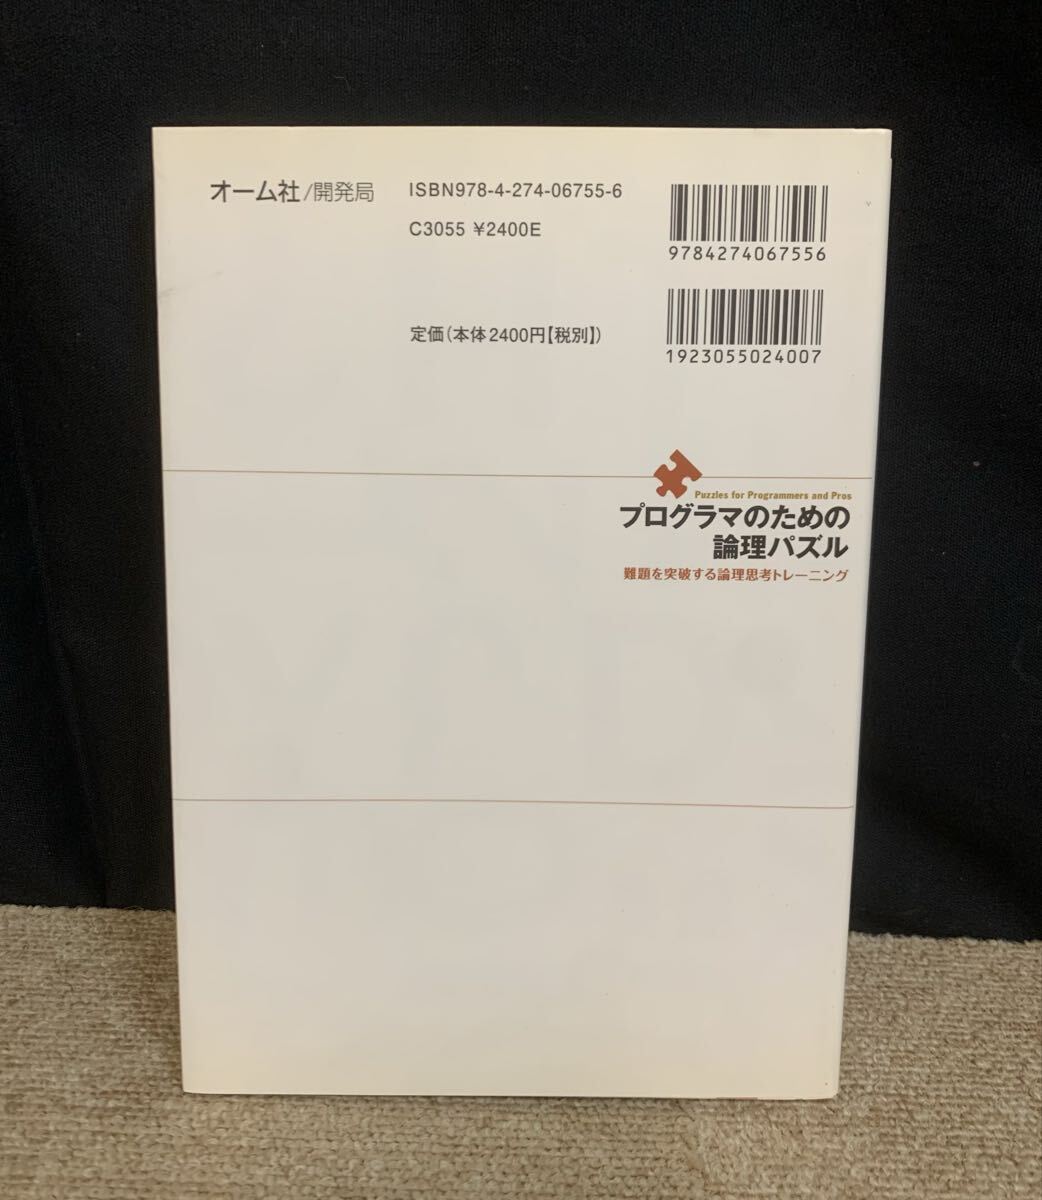 オーム社/開発局
ISBN978-4-274-06755-6
C3055 ¥2400E
定価(本体2400円【税別】)
9784274067556
1923055024007
Puzzles for Programmers and Pros
プログラマのための
論理パズル
難題を突破する論理思考トレーニング